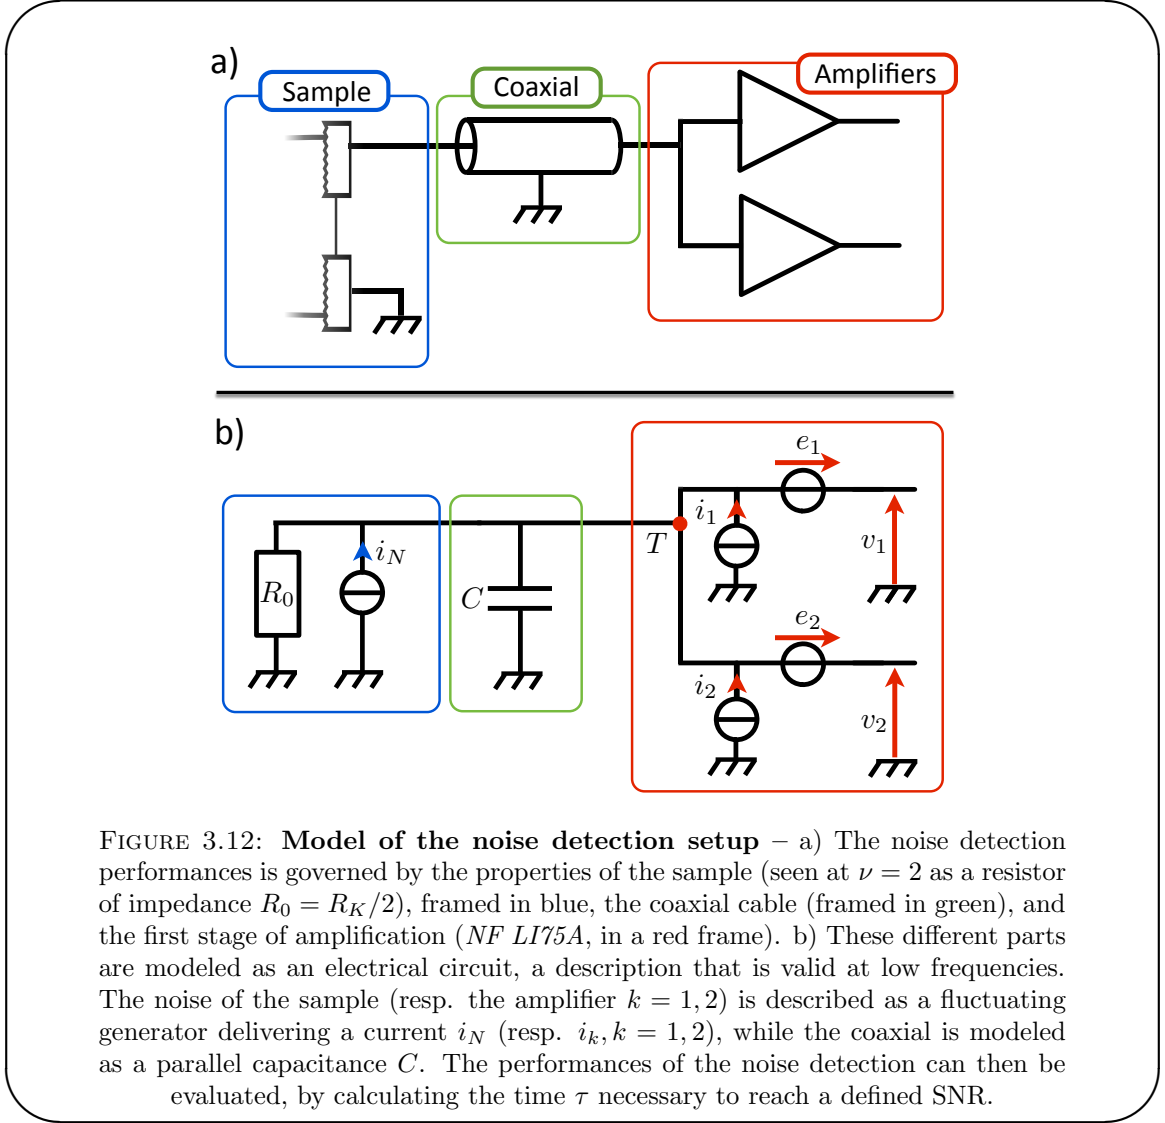 a)
Sample
Coaxial
Amplifiers
b)
R₀
i_N
C
T
i₁
e₁
v₁
i₂
e₂
v₂
FIGURE 3.12: Model of the noise detection setup – a) The noise detection
performances is governed by the properties of the sample (seen at ν = 2 as a resistor
of impedance R₀ = R_K/2), framed in blue, the coaxial cable (framed in green), and
the first stage of amplification (NF LI75A, in a red frame). b) These different parts
are modeled as an electrical circuit, a description that is valid at low frequencies.
The noise of the sample (resp. the amplifier k = 1, 2) is described as a fluctuating
generator delivering a current i_N (resp. i_k, k = 1, 2), while the coaxial is modeled
as a parallel capacitance C. The performances of the noise detection can then be
evaluated, by calculating the time τ necessary to reach a defined SNR.